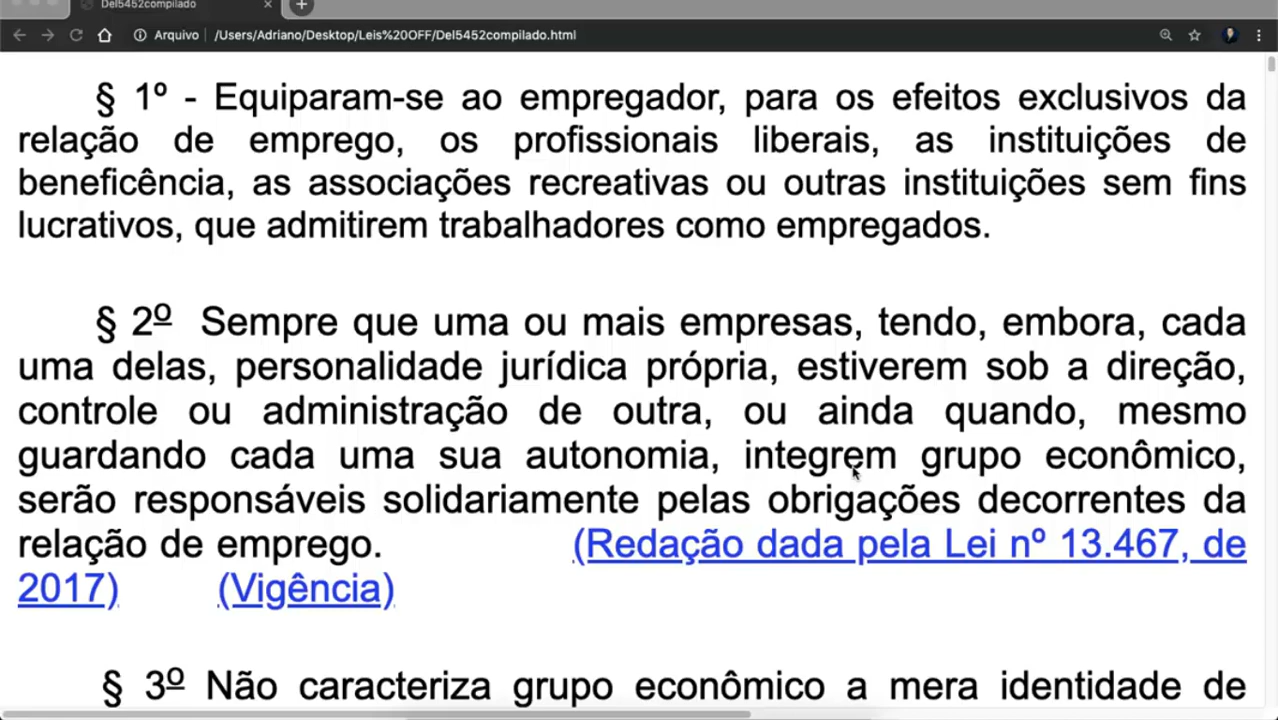 Del5452compilado
Arquivo /Users/Adriano/Desktop/Leis%20OFF/Del5452compilado.html
§ 1º - Equiparam-se ao empregador, para os efeitos exclusivos da
relação de emprego, os profissionais liberais, as instituições de
beneficência, as associações recreativas ou outras instituições sem fins
lucrativos, que admitirem trabalhadores como empregados.
§ 2º Sempre que uma ou mais empresas, tendo, embora, cada
uma delas, personalidade jurídica própria, estiverem sob a direção,
controle ou administração de outra, ou ainda quando, mesmo
guardando cada uma sua autonomia, integrem grupo econômico,
serão responsáveis solidariamente pelas obrigações decorrentes da
relação de emprego. (Redação dada pela Lei nº 13.467, de
2017) (Vigência)
§ 3º Não caracteriza grupo econômico a mera identidade de